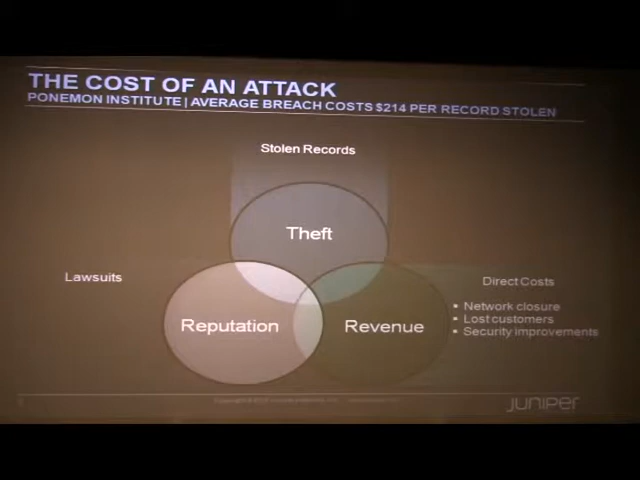 THE COST OF AN ATTACK
PONEMON INSTITUTE | AVERAGE BREACH COSTS $214 PER RECORD STOLEN
Stolen Records
Theft
Lawsuits
Direct Costs
Reputation
Revenue
▪ Network closure
▪ Lost customers
▪ Security improvements
JUNIPER